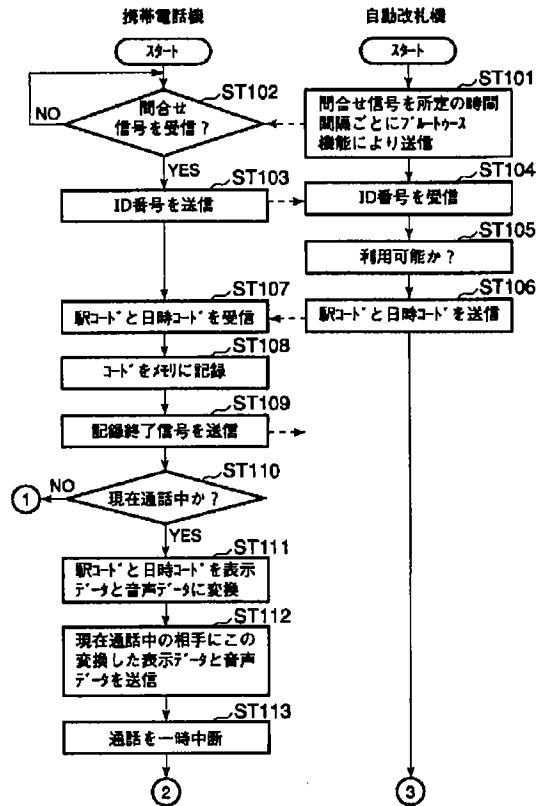 携帯電話機
自動改札機
スタート
スタート
ST101
ST102
問合せ
信号を受信?
NO
YES
問合せ信号を所定の時間
間隔ごとにブルートゥース
機能により送信
ST103
ID番号を送信
ST104
ID番号を受信
ST105
利用可能か?
ST106
駅コードと日時コードを送信
ST107
駅コードと日時コードを受信
ST108
コードをメモリに記録
ST109
記録終了信号を送信
ST110
現在通話中か?
NO
1
YES
ST111
駅コードと日時コードを表示
データと音声データに変換
ST112
現在通話中の相手にこの
変換した表示データと音声
データを送信
ST113
通話を一時中断
2
3